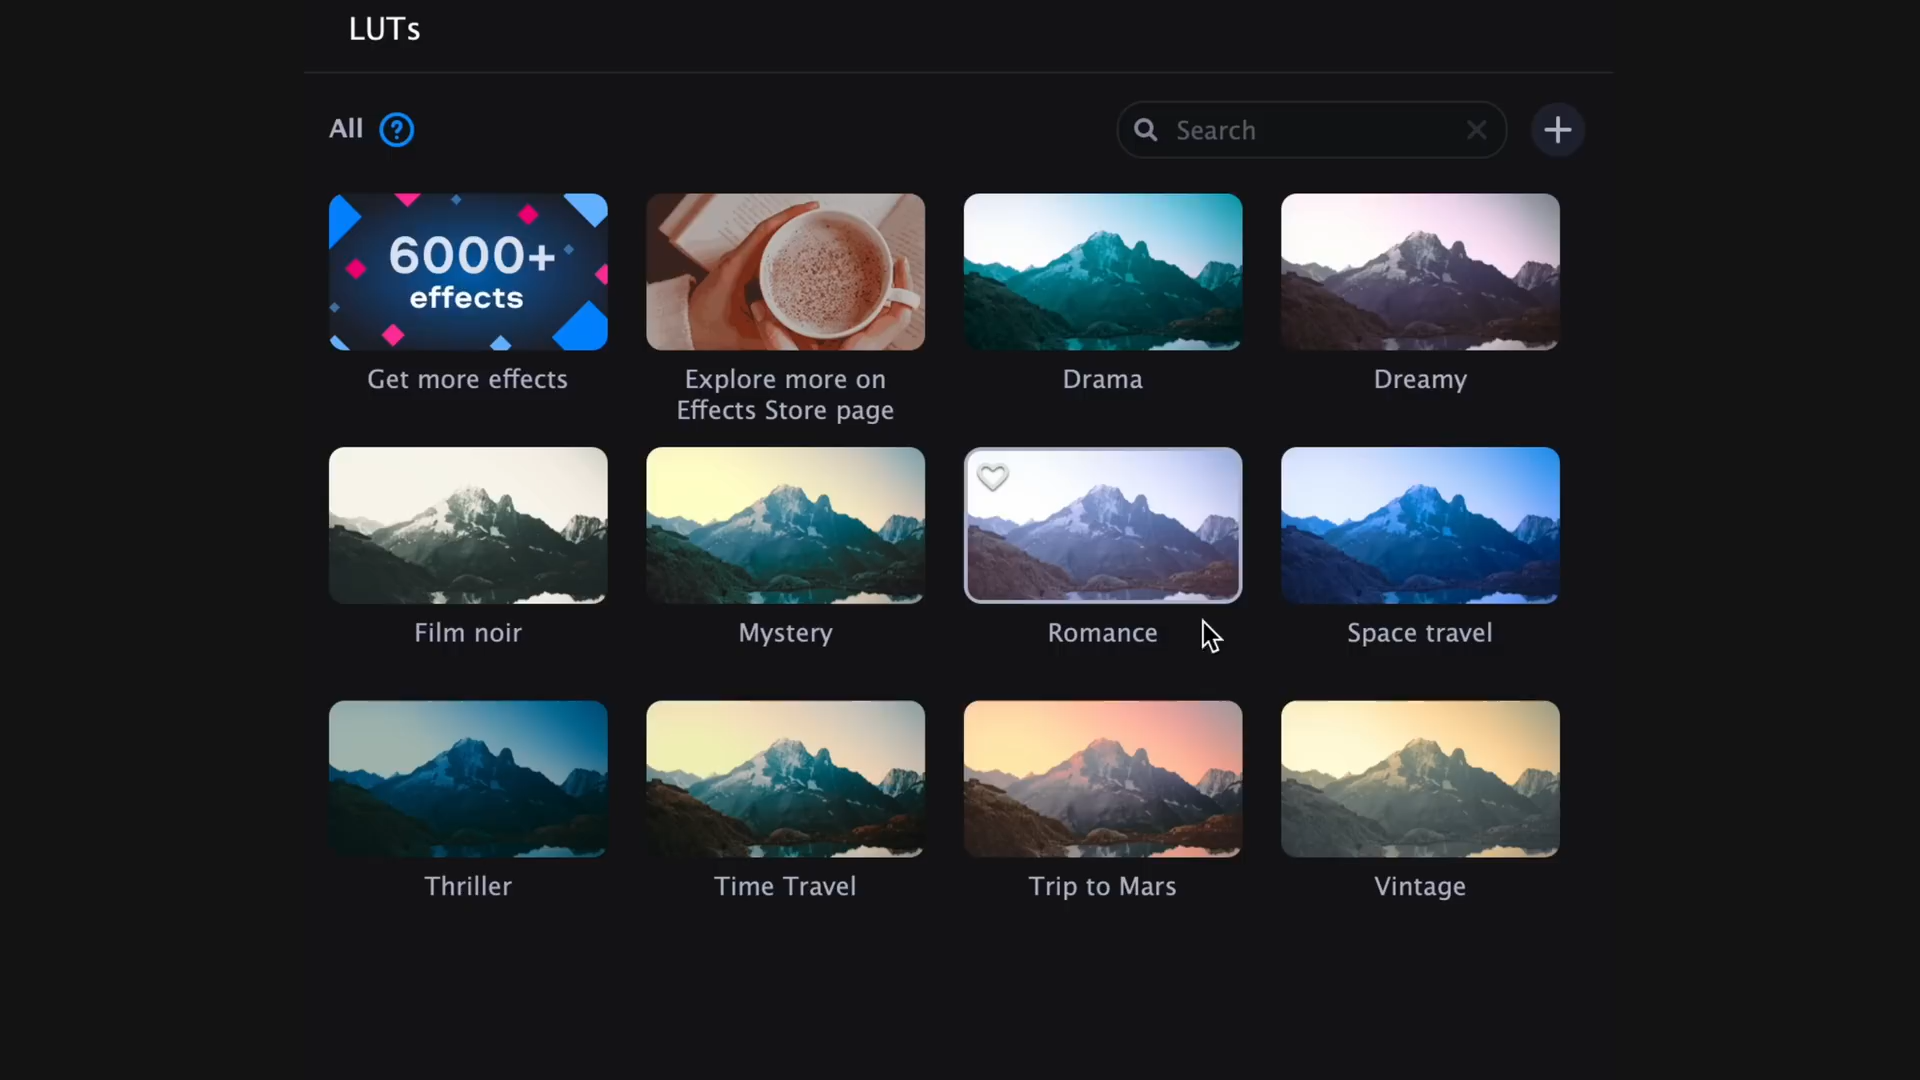 LUTs
All ?
Search
6000+
effects
Get more effects
Explore more on
Effects Store page
Drama
Dreamy
Film noir
Mystery
Romance
Space travel
Thriller
Time Travel
Trip to Mars
Vintage